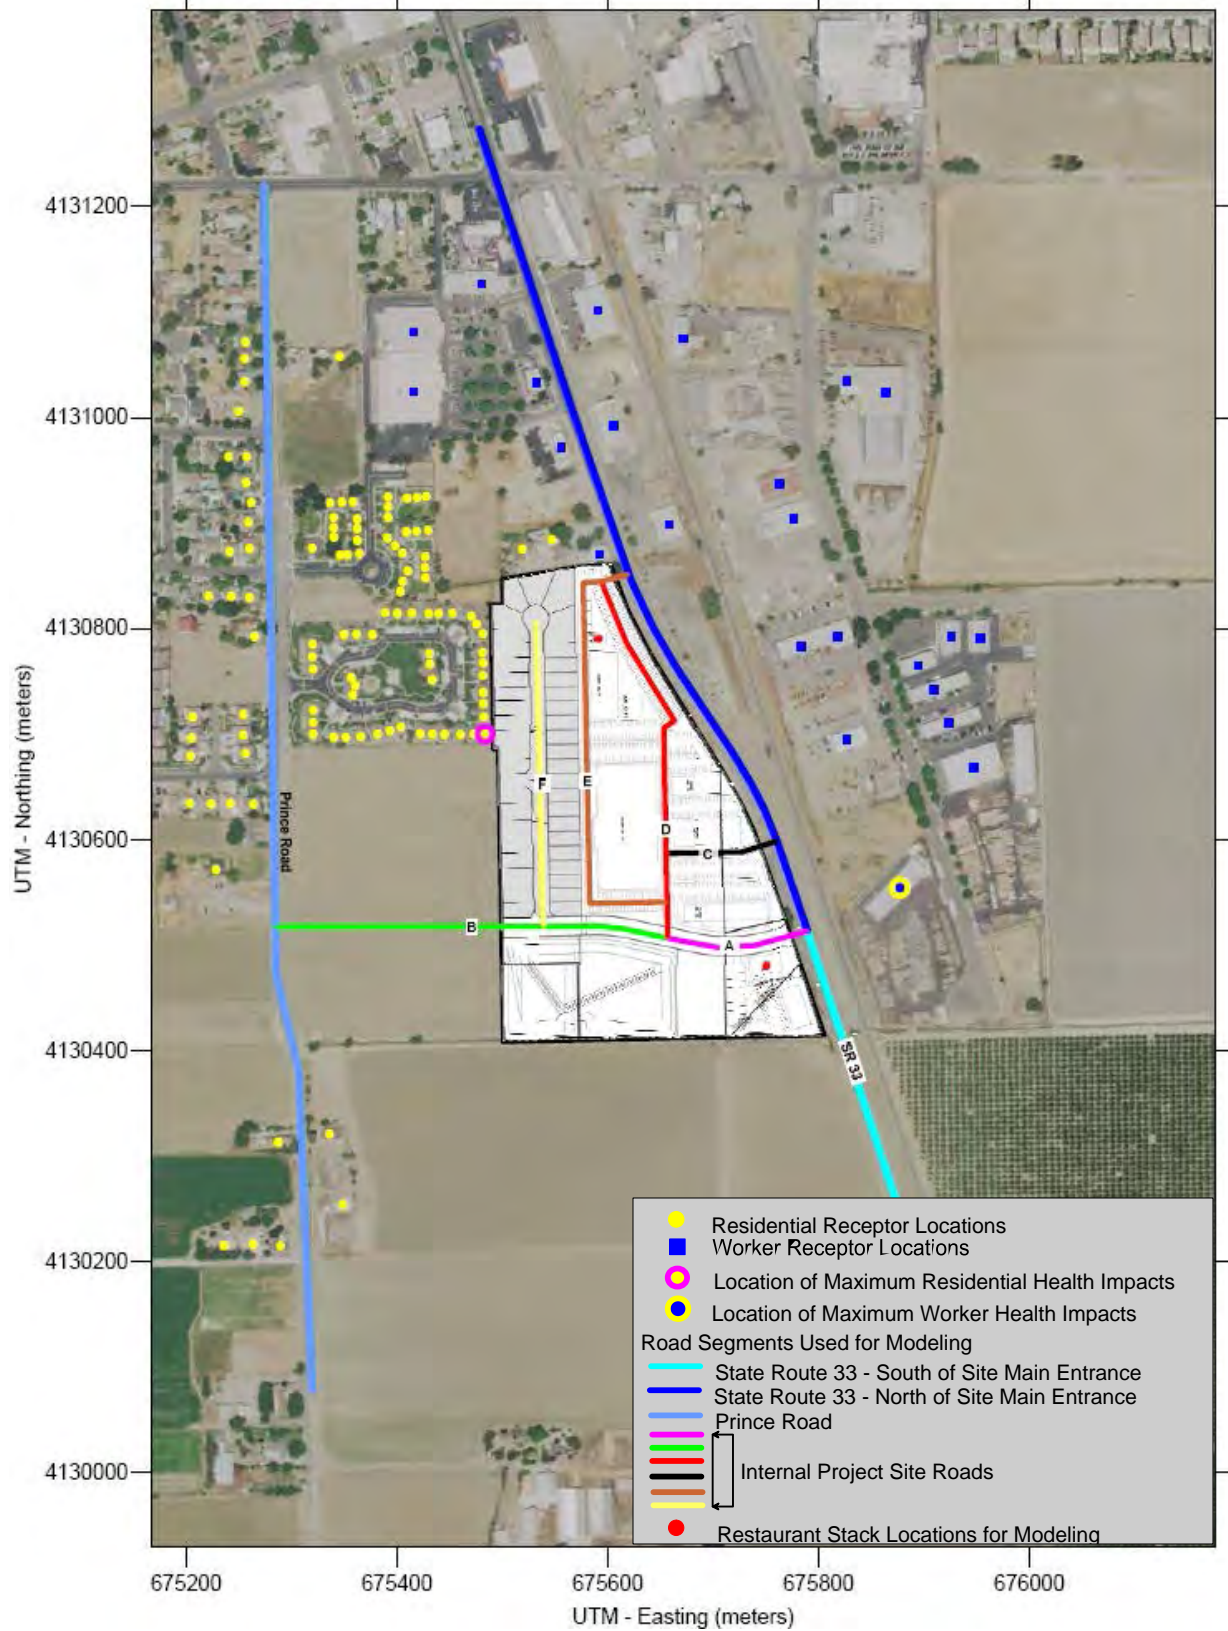 4131200
4131000
4130800
4130600
4130400
4130200
4130000
UTM - Northing (meters)
Prince Road
F
E
D
C
B
A
SR 33
Residential Receptor Locations
Worker Receptor Locations
Location of Maximum Residential Health Impacts
Location of Maximum Worker Health Impacts
Road Segments Used for Modeling
State Route 33 - South of Site Main Entrance
State Route 33 - North of Site Main Entrance
Prince Road
Internal Project Site Roads
Restaurant Stack Locations for Modeling
675200 675400 675600 675800 676000
UTM - Easting (meters)